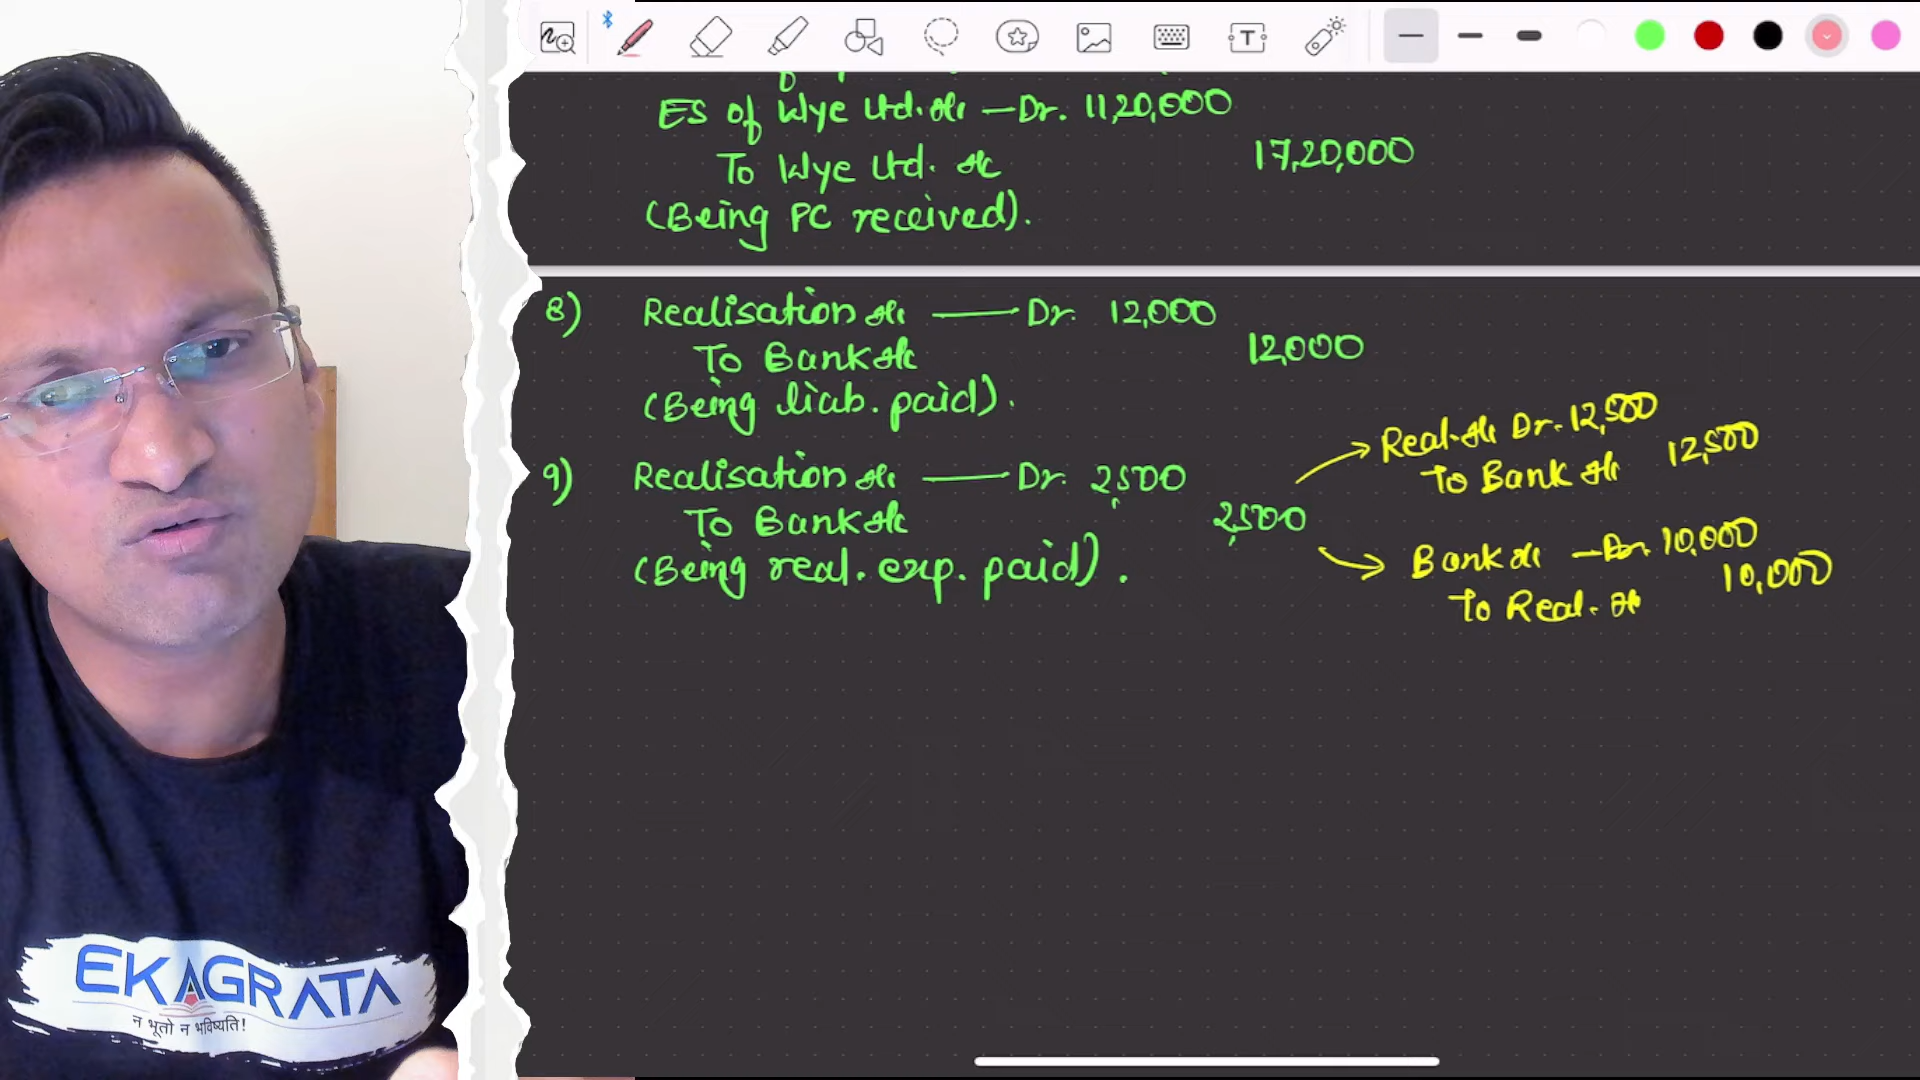 ES of Wye Ltd. A/c — Dr. 11,20,000
To Wye Ltd. A/c 17,20,000
(Being PC received).
8) Realisation A/c — Dr. 12,000
To Bank A/c 12,000
(Being liab. paid).
9) Realisation A/c — Dr. 2,500
To Bank A/c 2,500
(Being real. exp. paid).
Real. A/c Dr. 12,500
To Bank A/c 12,500
Bank A/c — Dr. 10,000
To Real. A/c 10,000
EKAGRATA
न भूतो न भविष्यति!